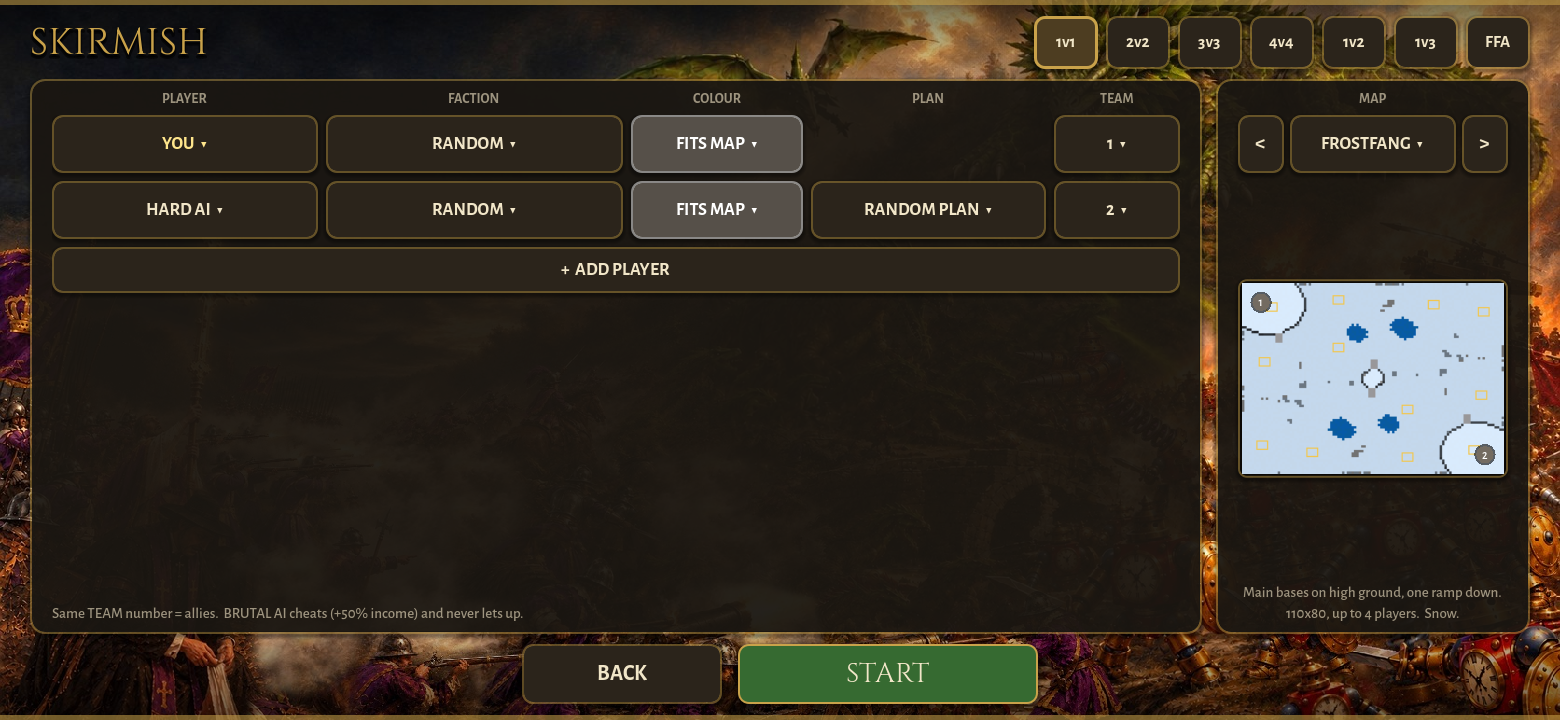 SKIRMISH
1v1 2v2 3v3 4v4 1v2 1v3 FFA
PLAYER FACTION COLOUR PLAN TEAM
YOU ▾ RANDOM ▾ FITS MAP ▾ 1 ▾
HARD AI ▾ RANDOM ▾ FITS MAP ▾ RANDOM PLAN ▾ 2 ▾
+ ADD PLAYER
Same TEAM number = allies. BRUTAL AI cheats (+50% income) and never lets up.
MAP
< FROSTFANG ▾ >
1
2
Main bases on high ground, one ramp down.
110x80, up to 4 players. Snow.
BACK START